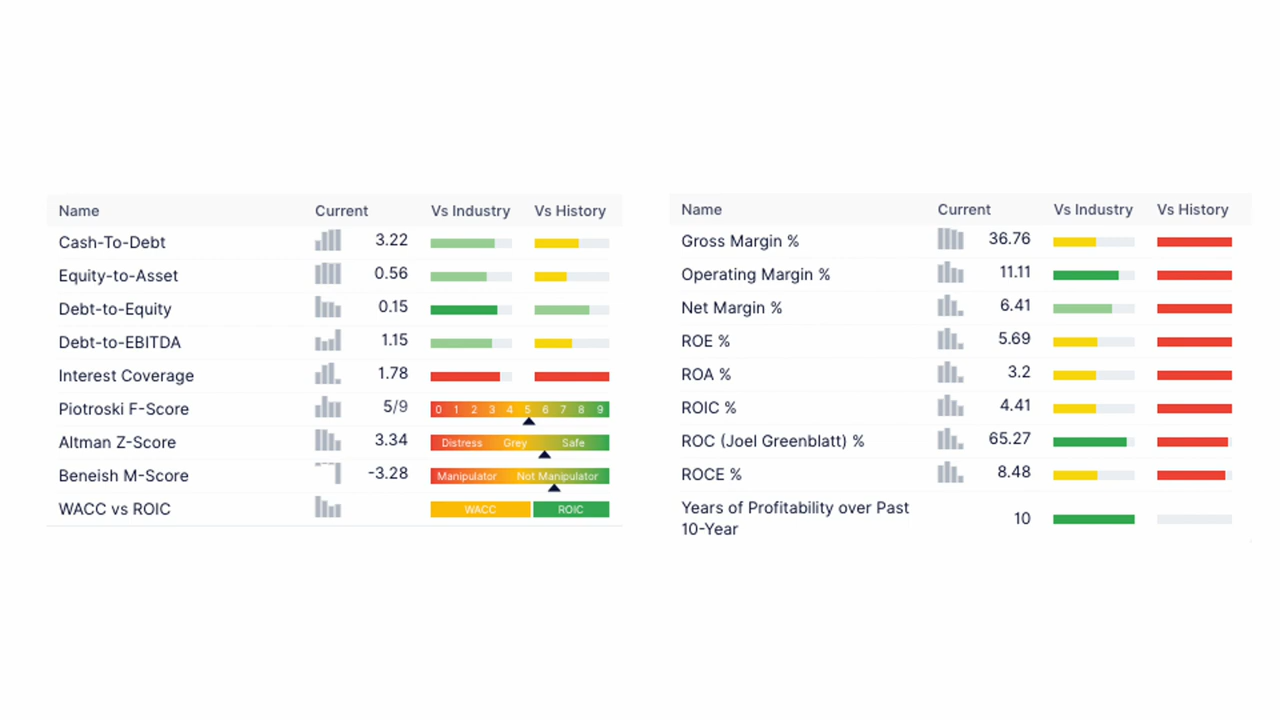 Name Current Vs Industry Vs History
Cash-To-Debt 3.22
Equity-to-Asset 0.56
Debt-to-Equity 0.15
Debt-to-EBITDA 1.15
Interest Coverage 1.78
Piotroski F-Score 5/9 0 1 2 3 4 5 6 7 8 9
Altman Z-Score 3.34 Distress Grey Safe
Beneish M-Score -3.28 Manipulator Not Manipulator
WACC vs ROIC WACC ROIC
Name Current Vs Industry Vs History
Gross Margin % 36.76
Operating Margin % 11.11
Net Margin % 6.41
ROE % 5.69
ROA % 3.2
ROIC % 4.41
ROC (Joel Greenblatt) % 65.27
ROCE % 8.48
Years of Profitability over Past
10-Year 10